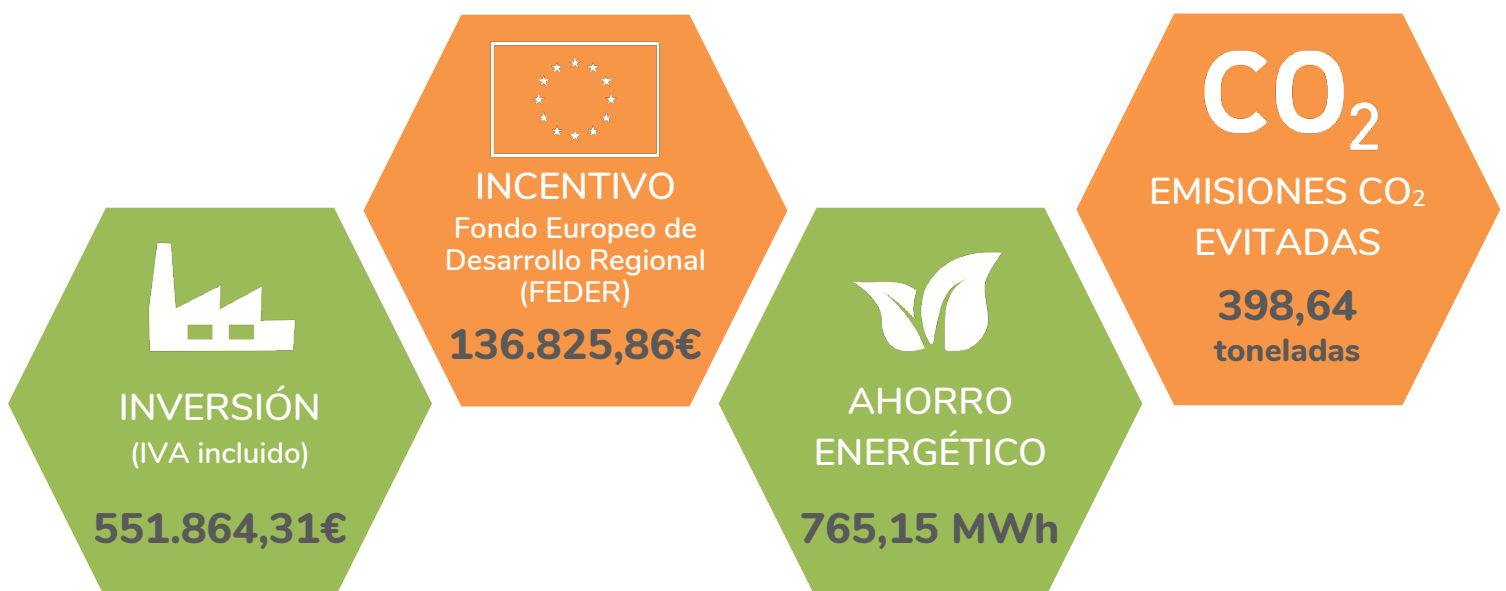 INVERSIÓN
(IVA incluido)
551.864,31€
INCENTIVO
Fondo Europeo de
Desarrollo Regional
(FEDER)
136.825,86€
AHORRO
ENERGÉTICO
765,15 MWh
CO₂
EMISIONES CO₂
EVITADAS
398,64
toneladas